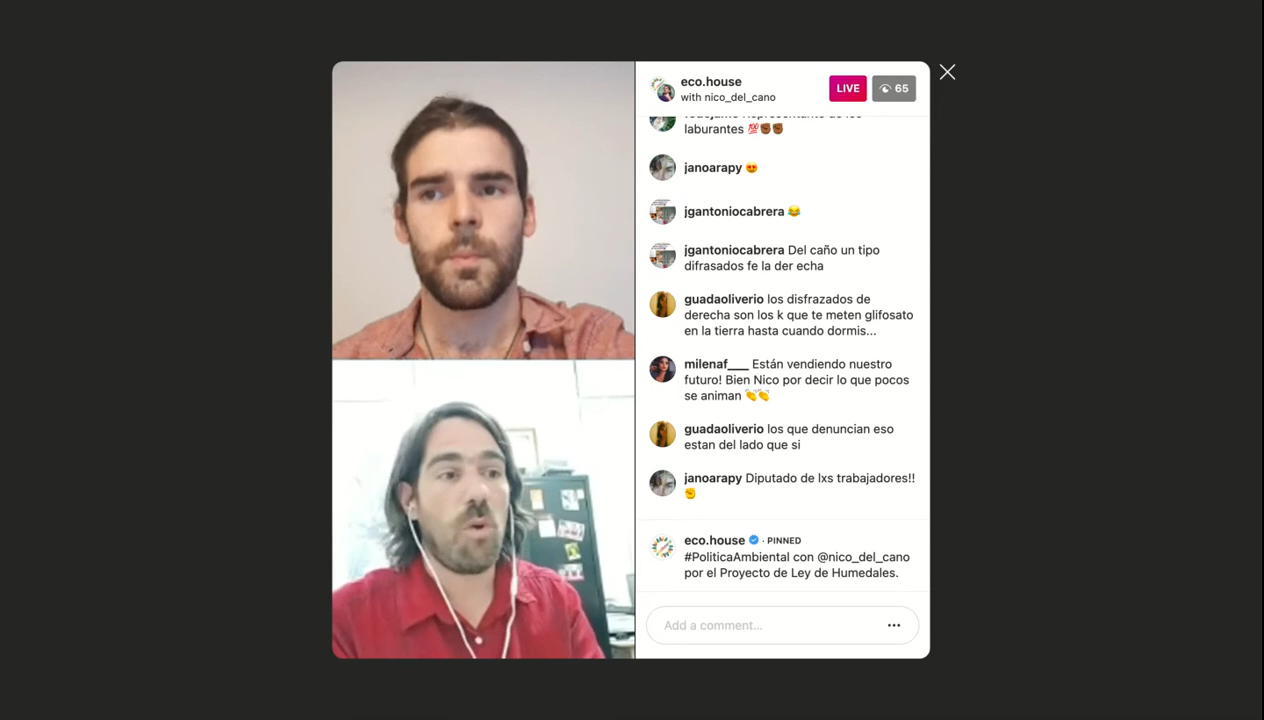 eco.house
with nico_del_cano
LIVE
65
laburantes 💯✊🏾✊🏾
janoarapy 😍
jgantoniocabrera 😂
jgantoniocabrera Del caño un tipo
difrasados fe la der echa
guadaoliverio los disfrazados de
derecha son los k que te meten glifosato
en la tierra hasta cuando dormis...
milenaf___ Están vendiendo nuestro
futuro! Bien Nico por decir lo que pocos
se animan 👏👏
guadaoliverio los que denuncian eso
estan del lado que si
janoarapy Diputado de lxs trabajadores!!
✊
eco.house · PINNED
#PoliticaAmbiental con @nico_del_cano
por el Proyecto de Ley de Humedales.
Add a comment...